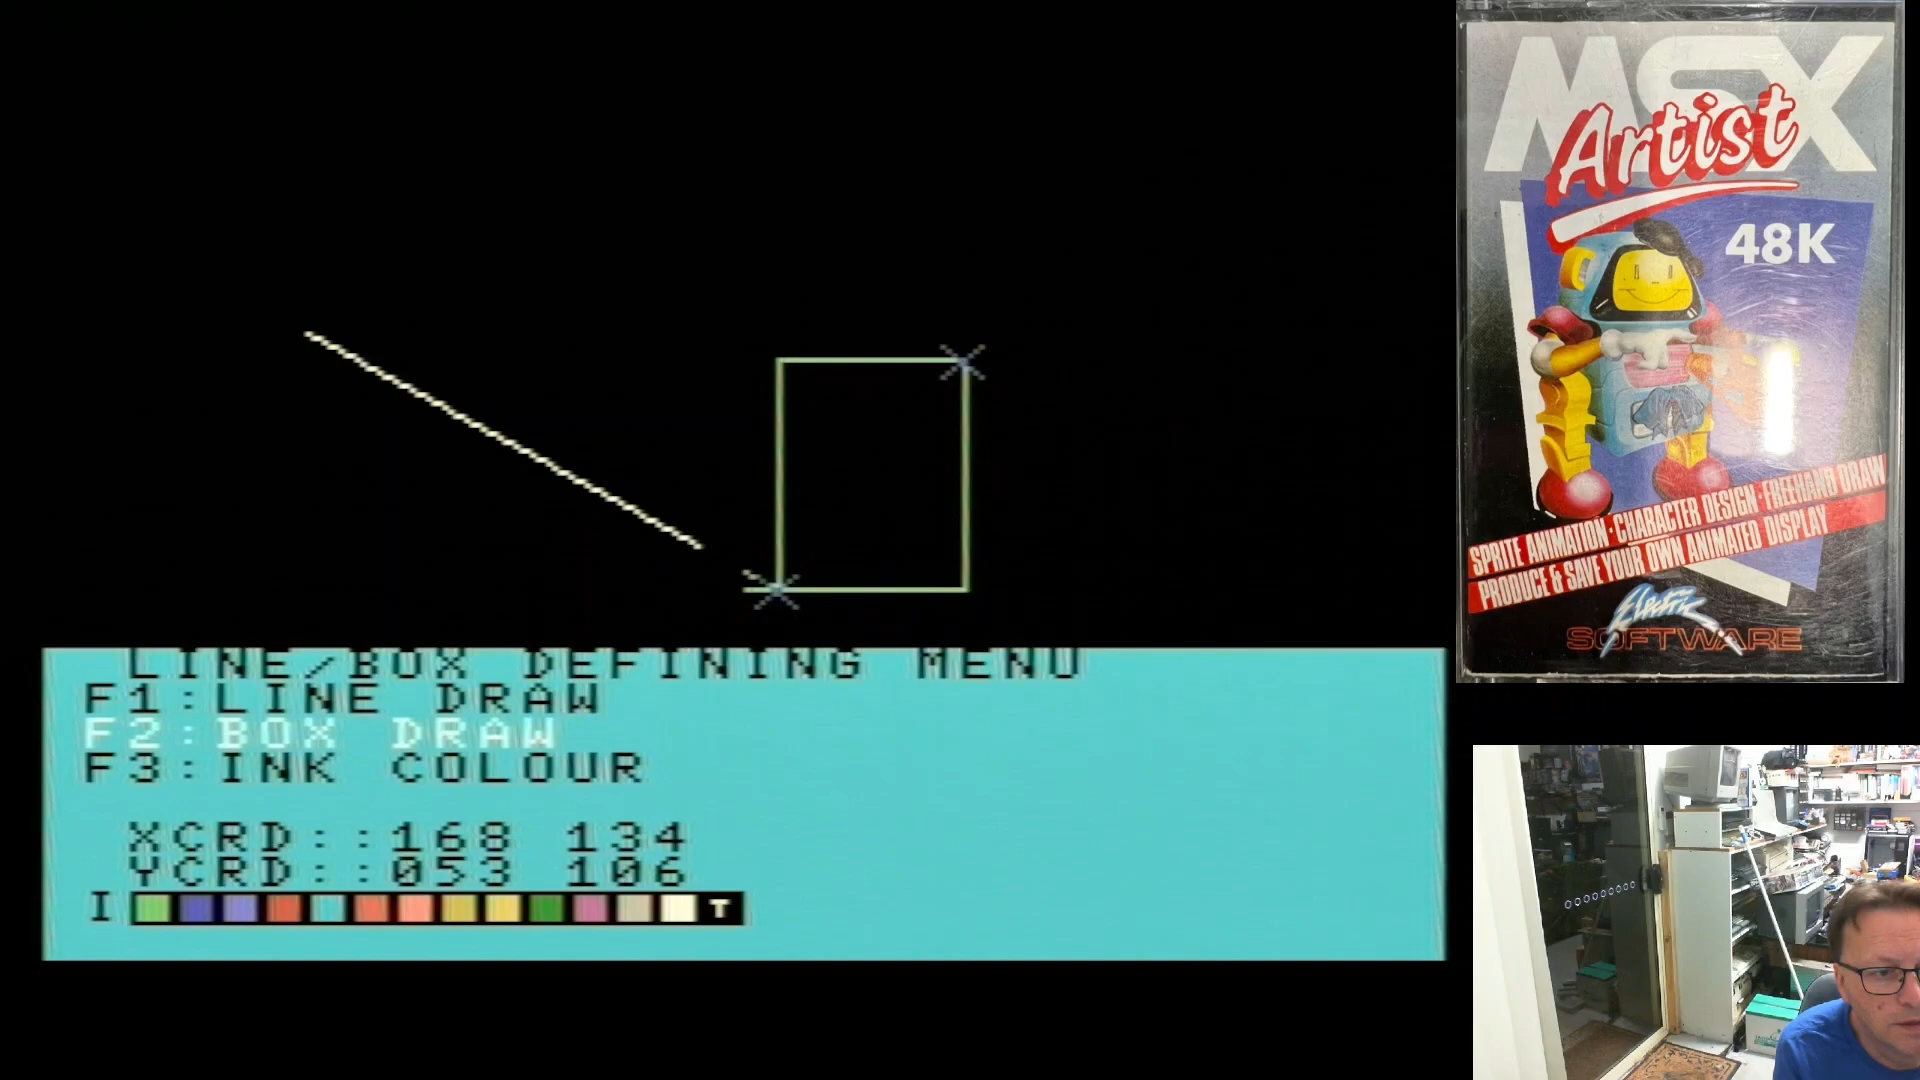 LINE/BOX DEFINING MENU
F1:LINE DRAW
F2:BOX DRAW
F3:INK COLOUR
XCRD::168 134
YCRD::053 106
I T
MSX
Artist
48K
SPRITE ANIMATION·CHARACTER DESIGN·FREEHAND DRAW
PRODUCE & SAVE YOUR OWN ANIMATED DISPLAY
Electric
SOFTWARE